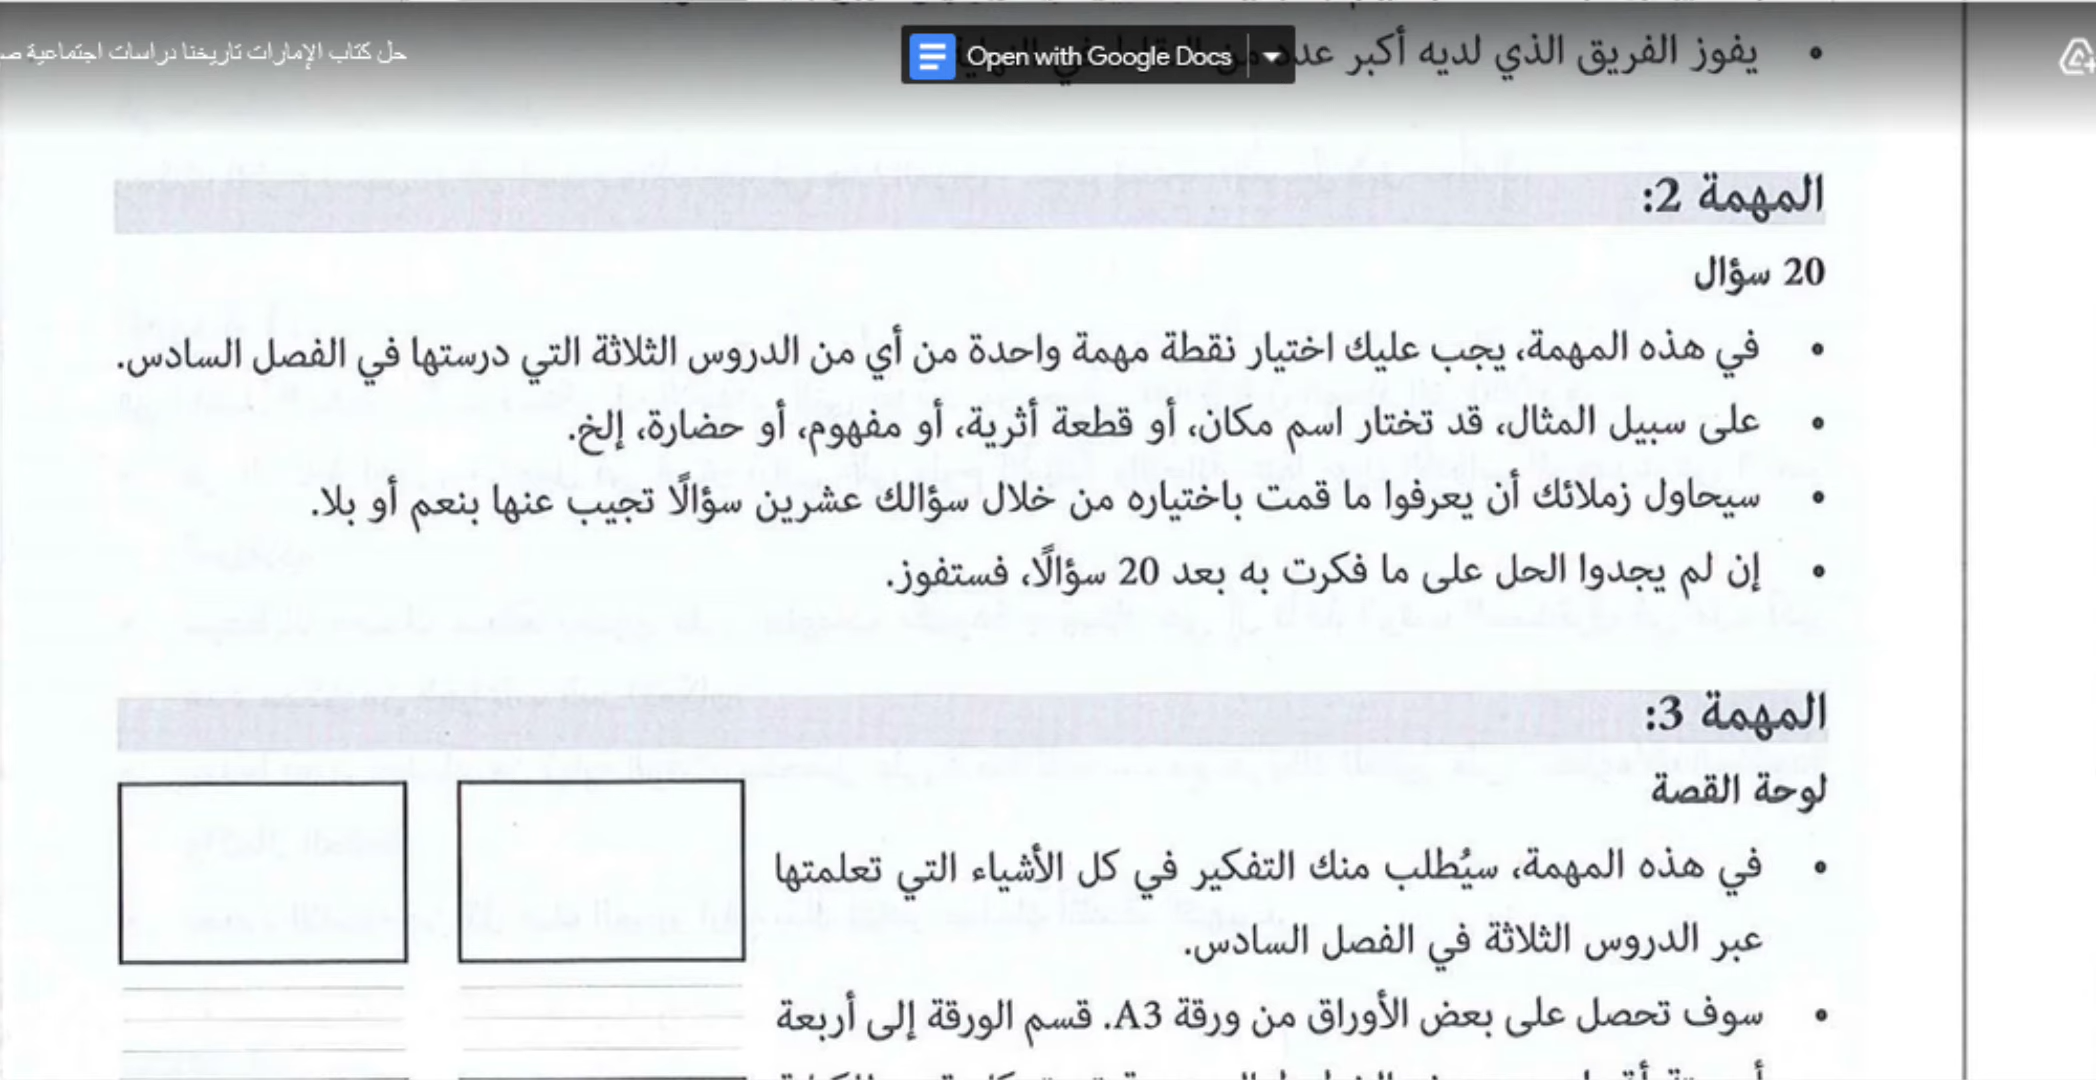 حل كتاب الإمارات تاريخنا دراسات اجتماعية
Open with Google Docs
يفوز الفريق الذي لديه أكبر عدد من
المهمة 2:
20 سؤال
في هذه المهمة، يجب عليك اختيار نقطة مهمة واحدة من أي من الدروس الثلاثة التي درستها في الفصل السادس.
على سبيل المثال، قد تختار اسم مكان، أو قطعة أثرية، أو مفهوم، أو حضارة، إلخ.
سيحاول زملائك أن يعرفوا ما قمت باختياره من خلال سؤالك عشرين سؤالًا تجيب عنها بنعم أو بلا.
إن لم يجدوا الحل على ما فكرت به بعد 20 سؤالًا، فستفوز.
المهمة 3:
لوحة القصة
في هذه المهمة، سيُطلب منك التفكير في كل الأشياء التي تعلمتها
عبر الدروس الثلاثة في الفصل السادس.
سوف تحصل على بعض الأوراق من ورقة A3. قسم الورقة إلى أربعة